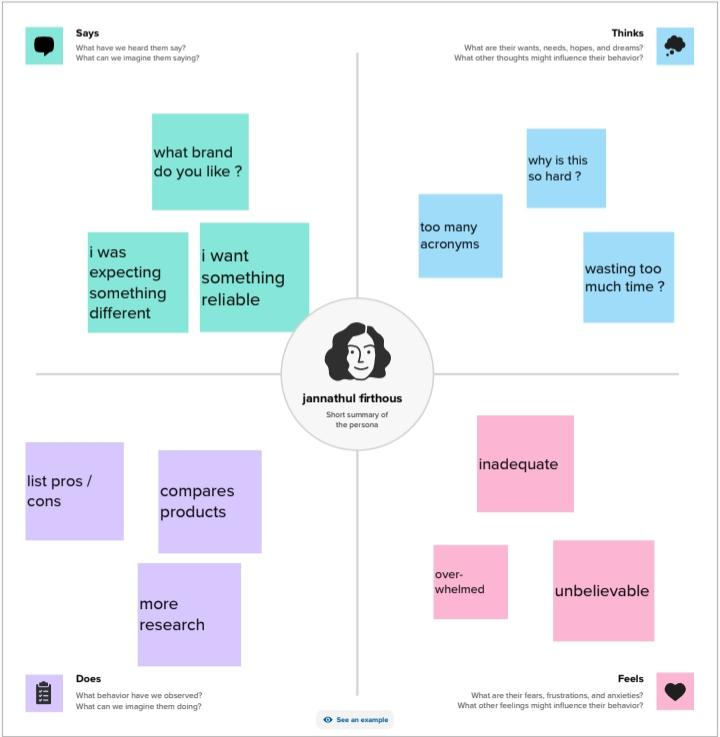 Says
What have we heard them say?
What can we imagine them saying?
Thinks
What are their wants, needs, hopes, and dreams?
What other thoughts might influence their behavior?
what brand
do you like ?
i was
expecting
something
different
i want
something
reliable
why is this
so hard ?
too many
acronyms
wasting too
much time ?
jannathul firthous
Short summary of
the persona
list pros /
cons
compares
products
more
research
inadequate
over-
whelmed
unbelievable
Does
What behavior have we observed?
What can we imagine them doing?
Feels
What are their fears, frustrations, and anxieties?
What other feelings might influence their behavior?
See an example